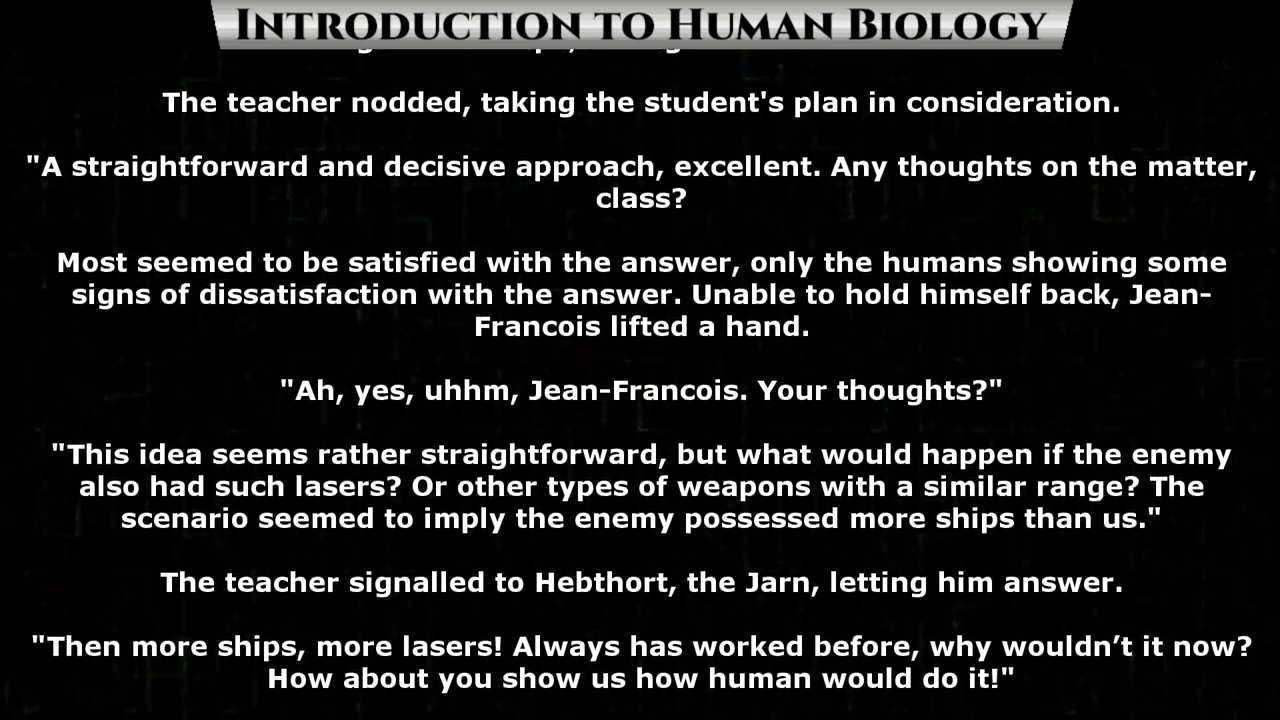 Introduction to Human Biology
The teacher nodded, taking the student's plan in consideration.
"A straightforward and decisive approach, excellent. Any thoughts on the matter,
class?
Most seemed to be satisfied with the answer, only the humans showing some
signs of dissatisfaction with the answer. Unable to hold himself back, Jean-
Francois lifted a hand.
"Ah, yes, uhhm, Jean-Francois. Your thoughts?"
"This idea seems rather straightforward, but what would happen if the enemy
also had such lasers? Or other types of weapons with a similar range? The
scenario seemed to imply the enemy possessed more ships than us."
The teacher signalled to Hebthort, the Jarn, letting him answer.
"Then more ships, more lasers! Always has worked before, why wouldn’t it now?
How about you show us how human would do it!"